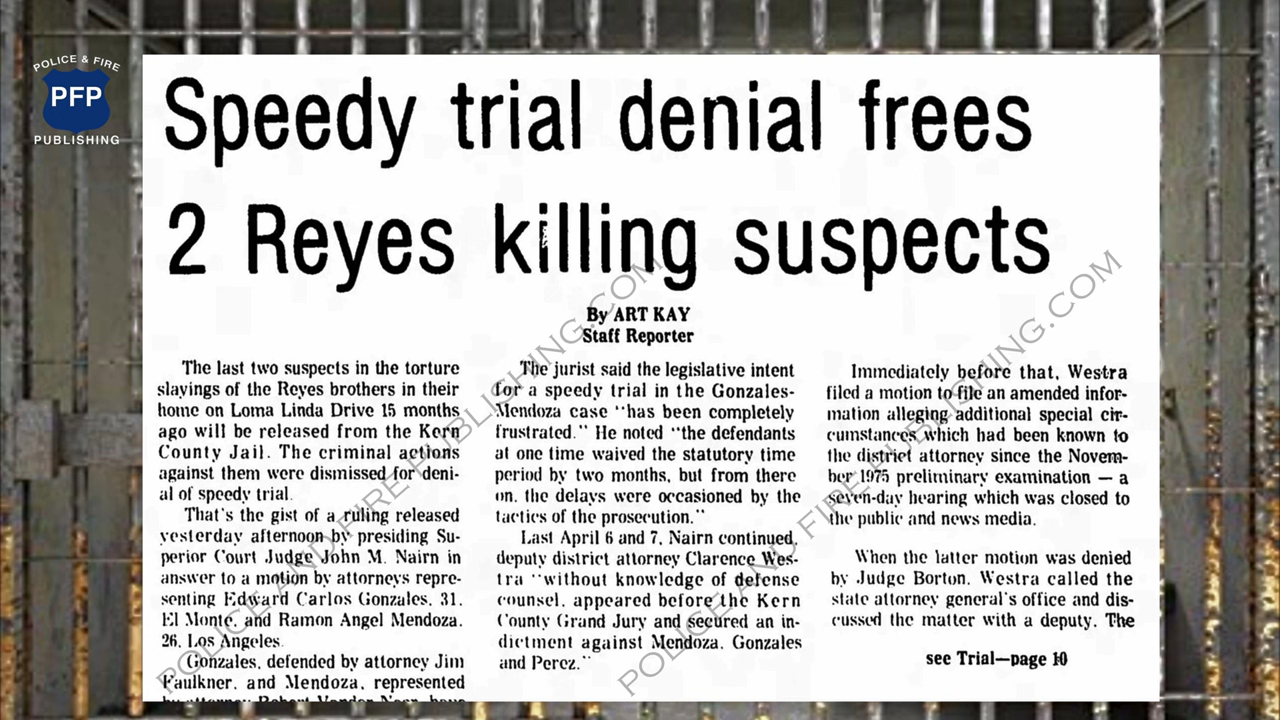 POLICE & FIRE
PFP
PUBLISHING
Speedy trial denial frees
2 Reyes killing suspects
By ART KAY
Staff Reporter
The last two suspects in the torture
slayings of the Reyes brothers in their
home on Loma Linda Drive 15 months
ago will be released from the Kern
County Jail. The criminal actions
against them were dismissed for deni-
al of speedy trial.
That's the gist of a ruling released
yesterday afternoon by presiding Su-
perior Court Judge John M. Nairn in
answer to a motion by attorneys repre-
senting Edward Carlos Gonzales, 31,
El Monte, and Ramon Angel Mendoza,
26, Los Angeles.
Gonzales, defended by attorney Jim
Faulkner, and Mendoza, represented
by attorney Robert
The jurist said the legislative intent
for a speedy trial in the Gonzales-
Mendoza case "has been completely
frustrated." He noted "the defendants
at one time waived the statutory time
period by two months, but from there
on, the delays were occasioned by the
tactics of the prosecution."
Last April 6 and 7, Nairn continued,
deputy district attorney Clarence Wes-
tra "without knowledge of defense
counsel, appeared before the Kern
County Grand Jury and secured an in-
dictment against Mendoza, Gonzales
and Perez."
Immediately before that, Westra
filed a motion to file an amended infor-
mation alleging additional special cir-
cumstances which had been known to
the district attorney since the Novem-
ber 1975 preliminary examination — a
seven-day hearing which was closed to
the public and news media.
When the latter motion was denied
by Judge Borton, Westra called the
state attorney general's office and dis-
cussed the matter with a deputy. The
see Trial—page 10
POLICE AND FIRE PUBLISHING.COM
POLICE AND FIRE PUBLISHING.COM